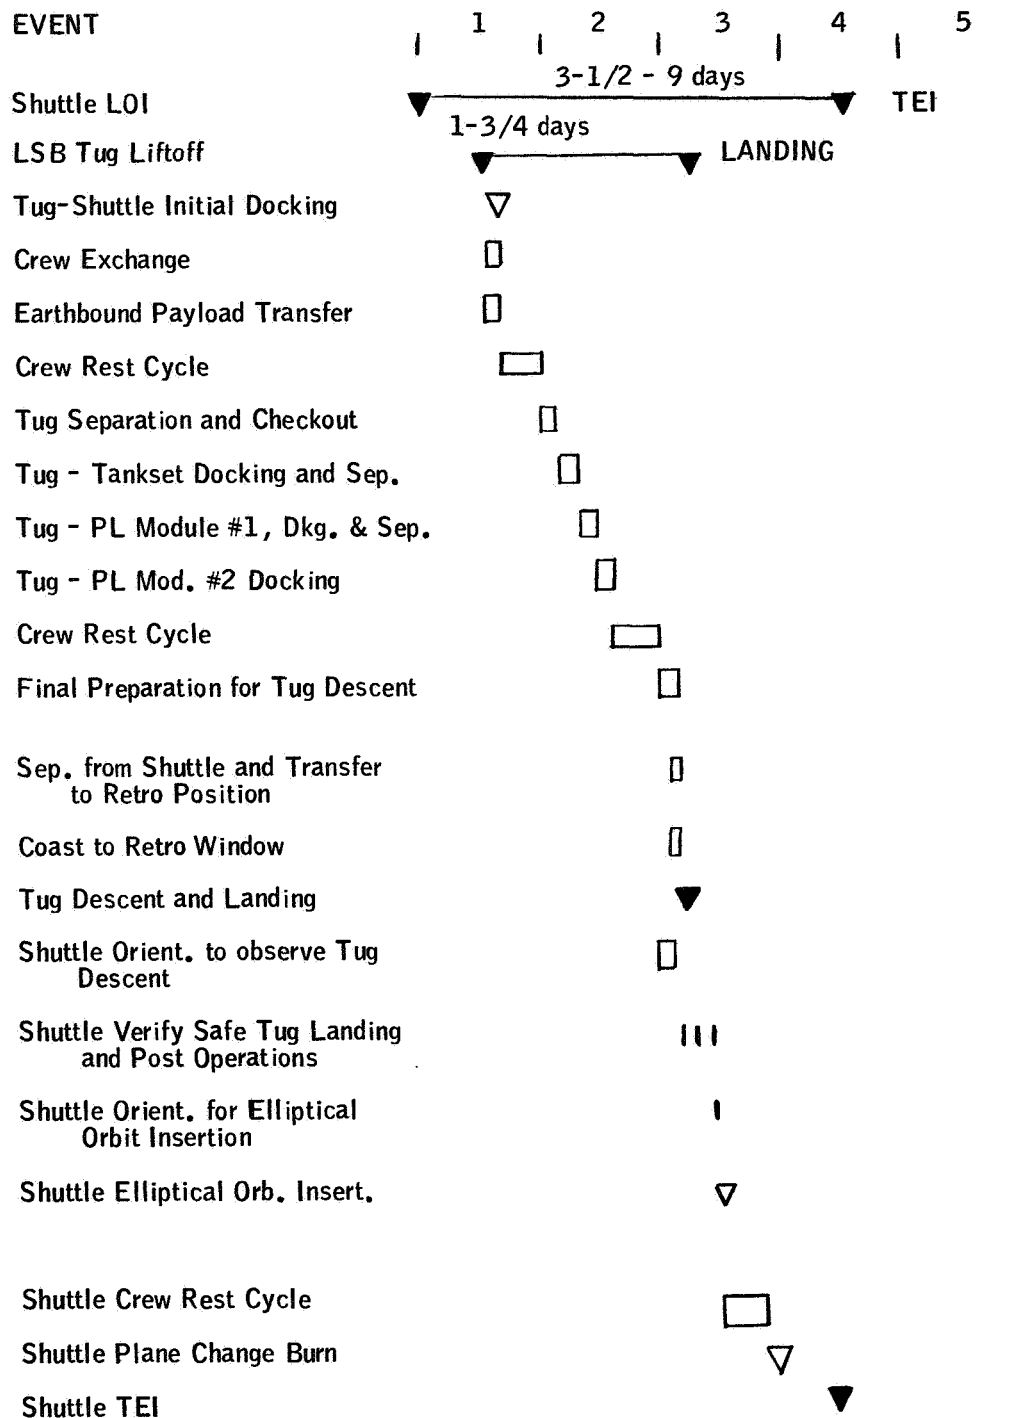 EVENT 1 2 3 4 5
3-1/2 - 9 days
Shuttle LOI TEI
1-3/4 days
LSB Tug Liftoff LANDING
Tug-Shuttle Initial Docking
Crew Exchange
Earthbound Payload Transfer
Crew Rest Cycle
Tug Separation and Checkout
Tug - Tankset Docking and Sep.
Tug - PL Module #1, Dkg. & Sep.
Tug - PL Mod. #2 Docking
Crew Rest Cycle
Final Preparation for Tug Descent
Sep. from Shuttle and Transfer
to Retro Position
Coast to Retro Window
Tug Descent and Landing
Shuttle Orient. to observe Tug
Descent
Shuttle Verify Safe Tug Landing
and Post Operations
Shuttle Orient. for Elliptical
Orbit Insertion
Shuttle Elliptical Orb. Insert.
Shuttle Crew Rest Cycle
Shuttle Plane Change Burn
Shuttle TEI